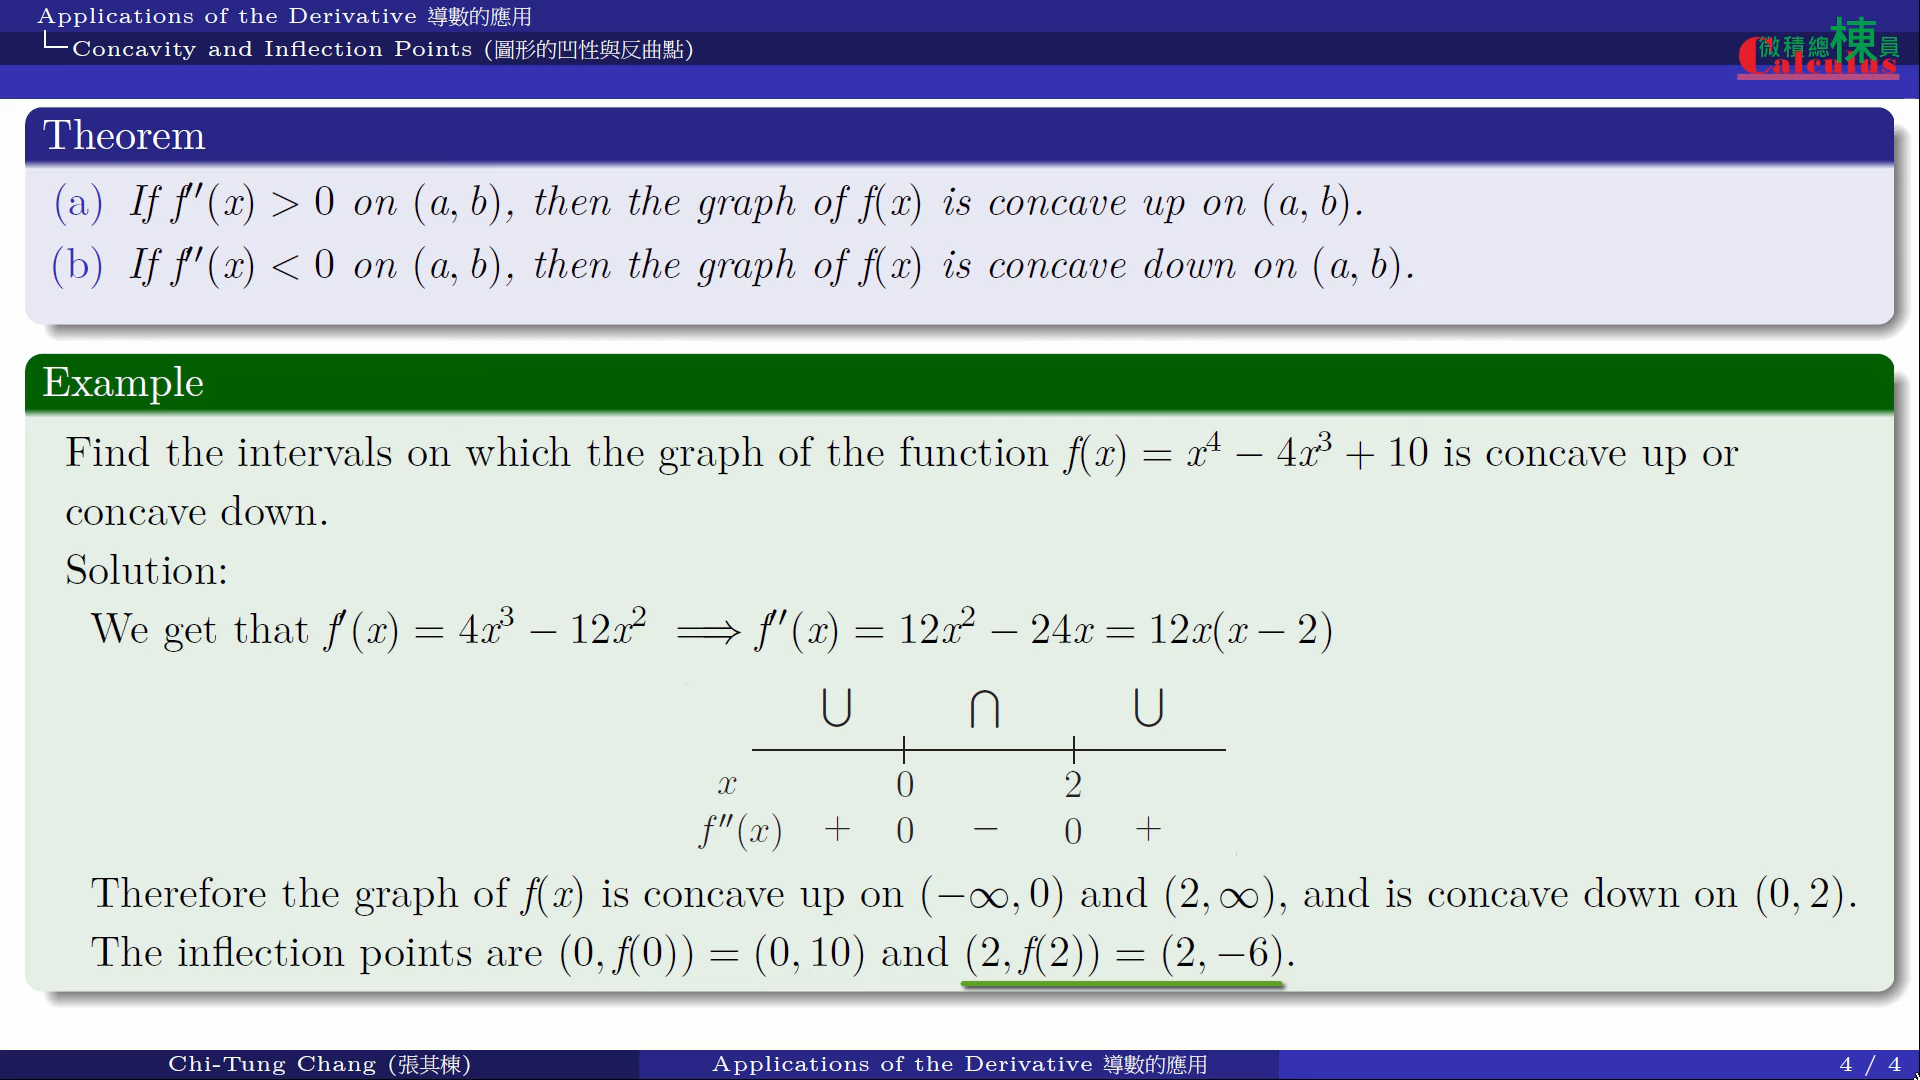 Applications of the Derivative 導數的應用
Concavity and Inflection Points (圖形的凹性與反曲點)
微積總棟員
Calculus
Theorem
(a) If f″(x) > 0 on (a, b), then the graph of f(x) is concave up on (a, b).
(b) If f″(x) < 0 on (a, b), then the graph of f(x) is concave down on (a, b).
Example
Find the intervals on which the graph of the function f(x) = x⁴ − 4x³ + 10 is concave up or
concave down.
Solution:
We get that f′(x) = 4x³ − 12x² ⟹ f″(x) = 12x² − 24x = 12x(x − 2)
∪ ∩ ∪
x 0 2
f″(x) + 0 − 0 +
Therefore the graph of f(x) is concave up on (−∞, 0) and (2, ∞), and is concave down on (0, 2).
The inflection points are (0, f(0)) = (0, 10) and (2, f(2)) = (2, −6).
Chi-Tung Chang (張其棟)
Applications of the Derivative 導數的應用
4 / 4